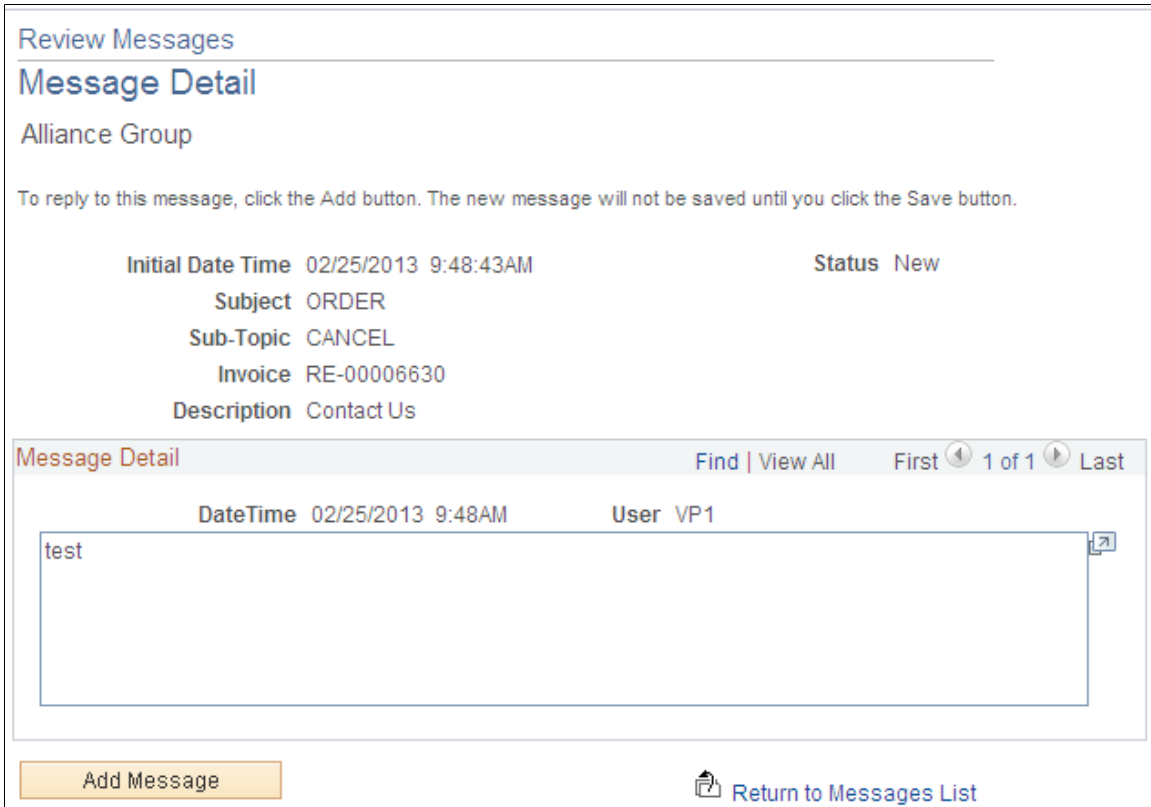 Review Messages
Message Detail
Alliance Group
To reply to this message, click the Add button. The new message will not be saved until you click the Save button.
Initial Date Time 02/25/2013 9:48:43AM Status New
Subject ORDER
Sub-Topic CANCEL
Invoice RE-00006630
Description Contact Us
Message Detail Find | View All First 1 of 1 Last
DateTime 02/25/2013 9:48AM User VP1
test
Add Message Return to Messages List